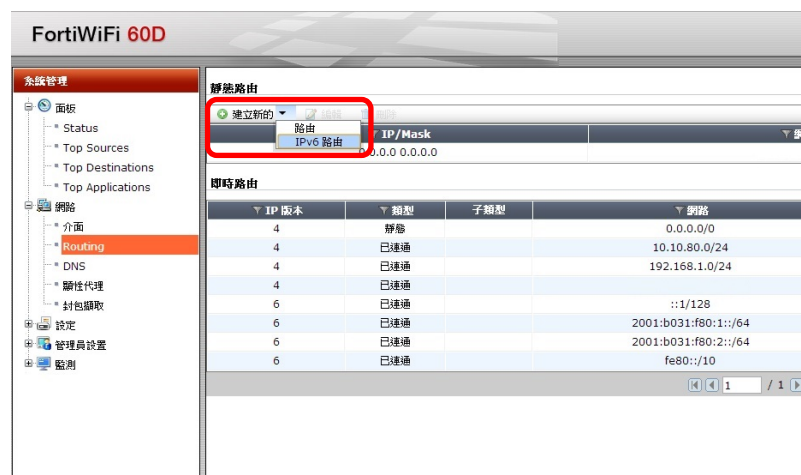 FortiWiFi 60D
系統管理
面板
Status
Top Sources
Top Destinations
Top Applications
網路
介面
Routing
DNS
顯性代理
封包擷取
設定
管理員設置
監測
靜態路由
建立新的 編輯 刪除
路由
IPv6 路由
IP/Mask
0.0.0.0 0.0.0.0
即時路由
IP 版本 類型 子類型 網路
4 靜態 0.0.0.0/0
4 已連通 10.10.80.0/24
4 已連通 192.168.1.0/24
4 已連通
6 已連通 ::1/128
6 已連通 2001:b031:f80:1::/64
6 已連通 2001:b031:f80:2::/64
6 已連通 fe80::/10
1 / 1